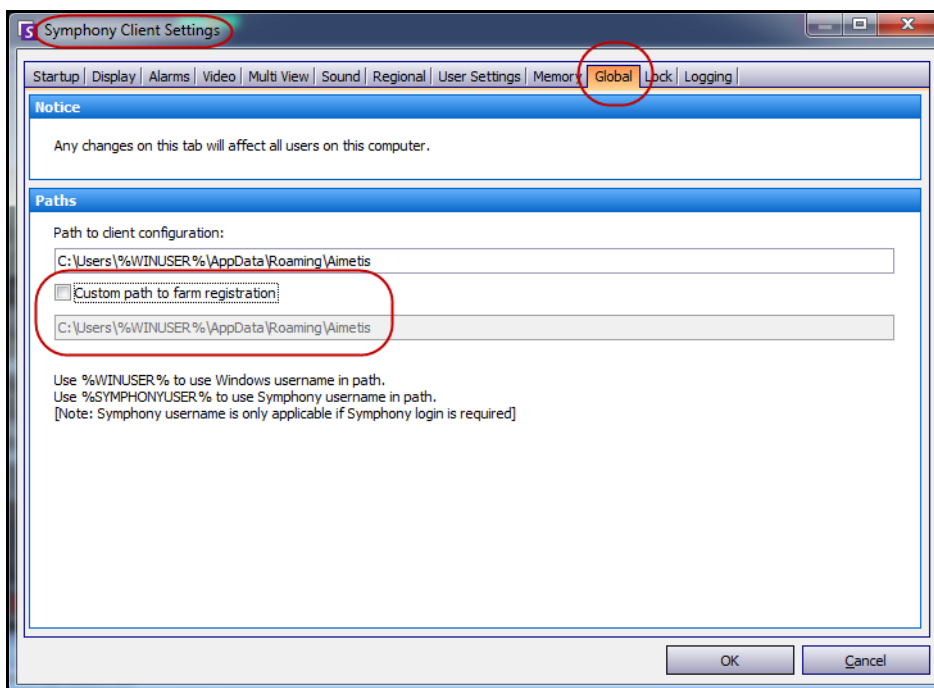 Symphony Client Settings
Startup Display Alarms Video Multi View Sound Regional User Settings Memory Global Lock Logging
Notice
Any changes on this tab will affect all users on this computer.
Paths
Path to client configuration:
C:\Users\%WINUSER%\AppData\Roaming\Aimetis
Custom path to farm registration
C:\Users\%WINUSER%\AppData\Roaming\Aimetis
Use %WINUSER% to use Windows username in path.
Use %SYMPHONYUSER% to use Symphony username in path.
[Note: Symphony username is only applicable if Symphony login is required]
OK Cancel